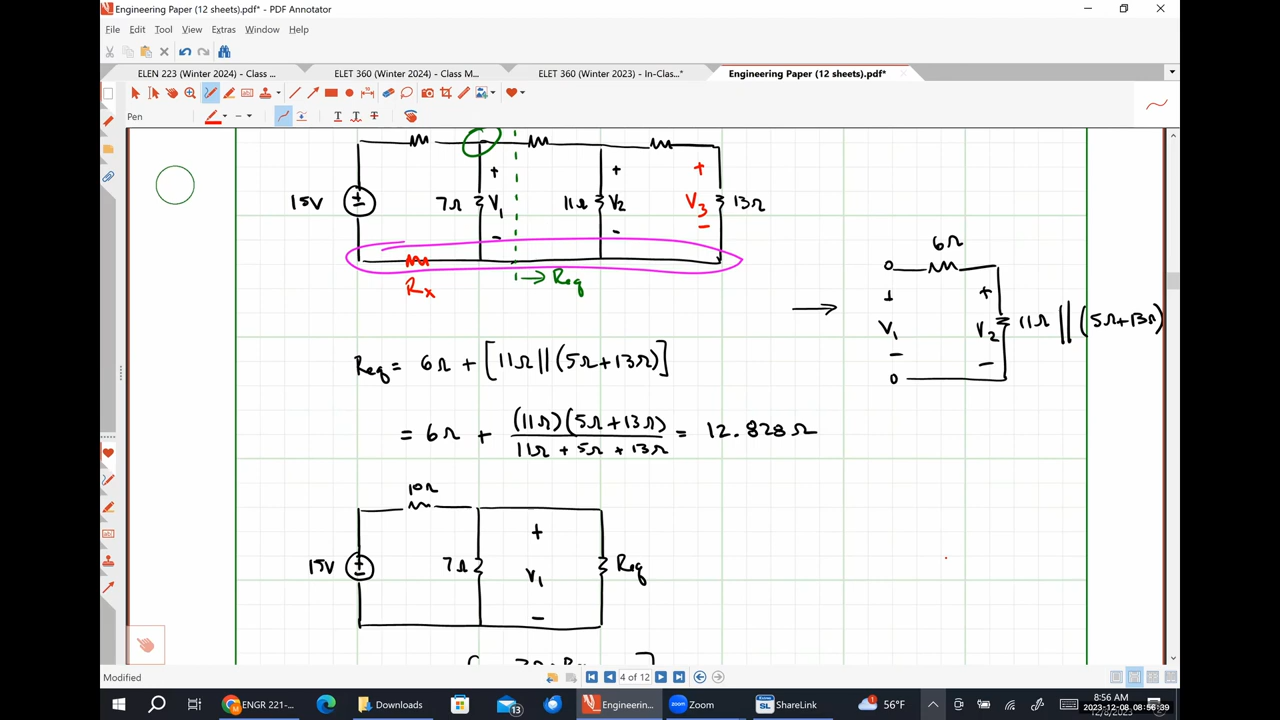 Engineering Paper (12 sheets).pdf* - PDF Annotator
File Edit Tool View Extras Window Help
ELEN 223 (Winter 2024) - Class ...
ELET 360 (Winter 2024) - Class M...
ELET 360 (Winter 2023) - In-Clas...*
Engineering Paper (12 sheets).pdf*
Pen
15V
7Ω
+
V1
-
11Ω
+
V2
-
+
V3
-
13Ω
Rx
→ Req
→
6Ω
+
V1
-
+
V2
-
11Ω || (5Ω+13Ω)
Req = 6Ω + [11Ω || (5Ω+13Ω)]
= 6Ω + (11Ω)(5Ω+13Ω) / 11Ω + 5Ω + 13Ω = 12.828Ω
10Ω
15V
7Ω
+
V1
-
Req
Modified
4 of 12
ENGR 221-...
Downloads
13
Engineerin...
Zoom
ShareLink
1
56°F
8:56 AM
2023-12-08, 08:56:39